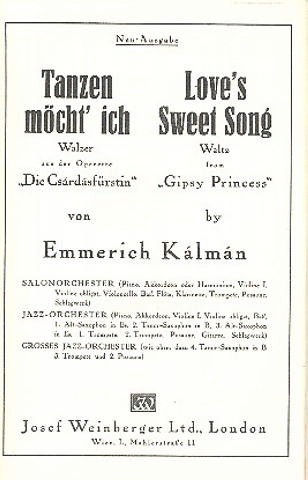 Neu-Ausgabe
Tanzen Love's
möcht' ich Sweet Song
Walzer Waltz
aus der Operette from
„Die Csárdásfürstin" „Gipsy Princess"
von by
Emmerich Kálmán
SALONORCHESTER (Piano, Akkordeon oder Harmonium, Violine I,
Violine obligat, Violoncello, Baß, Flöte, Klarinette, Trompete, Posaune,
Schlagwerk)
JAZZ-ORCHESTER (Piano, Akkordeon, Violine I, Violine obligat, Baß,
1. Alt-Saxophon in Es, 2. Tenor-Saxophon in B, 3. Alt-Saxophon
in Es, 1. Trompete, 2. Trompete, Posaune, Gitarre, Schlagwerk)
GROSSES JAZZ-ORCHESTER (wie oben, dazu 4. Tenor-Saxophon in B
3. Trompete und 2. Posaune)
JW
Josef Weinberger Ltd., London
Wien, I., Mahlerstraße 11